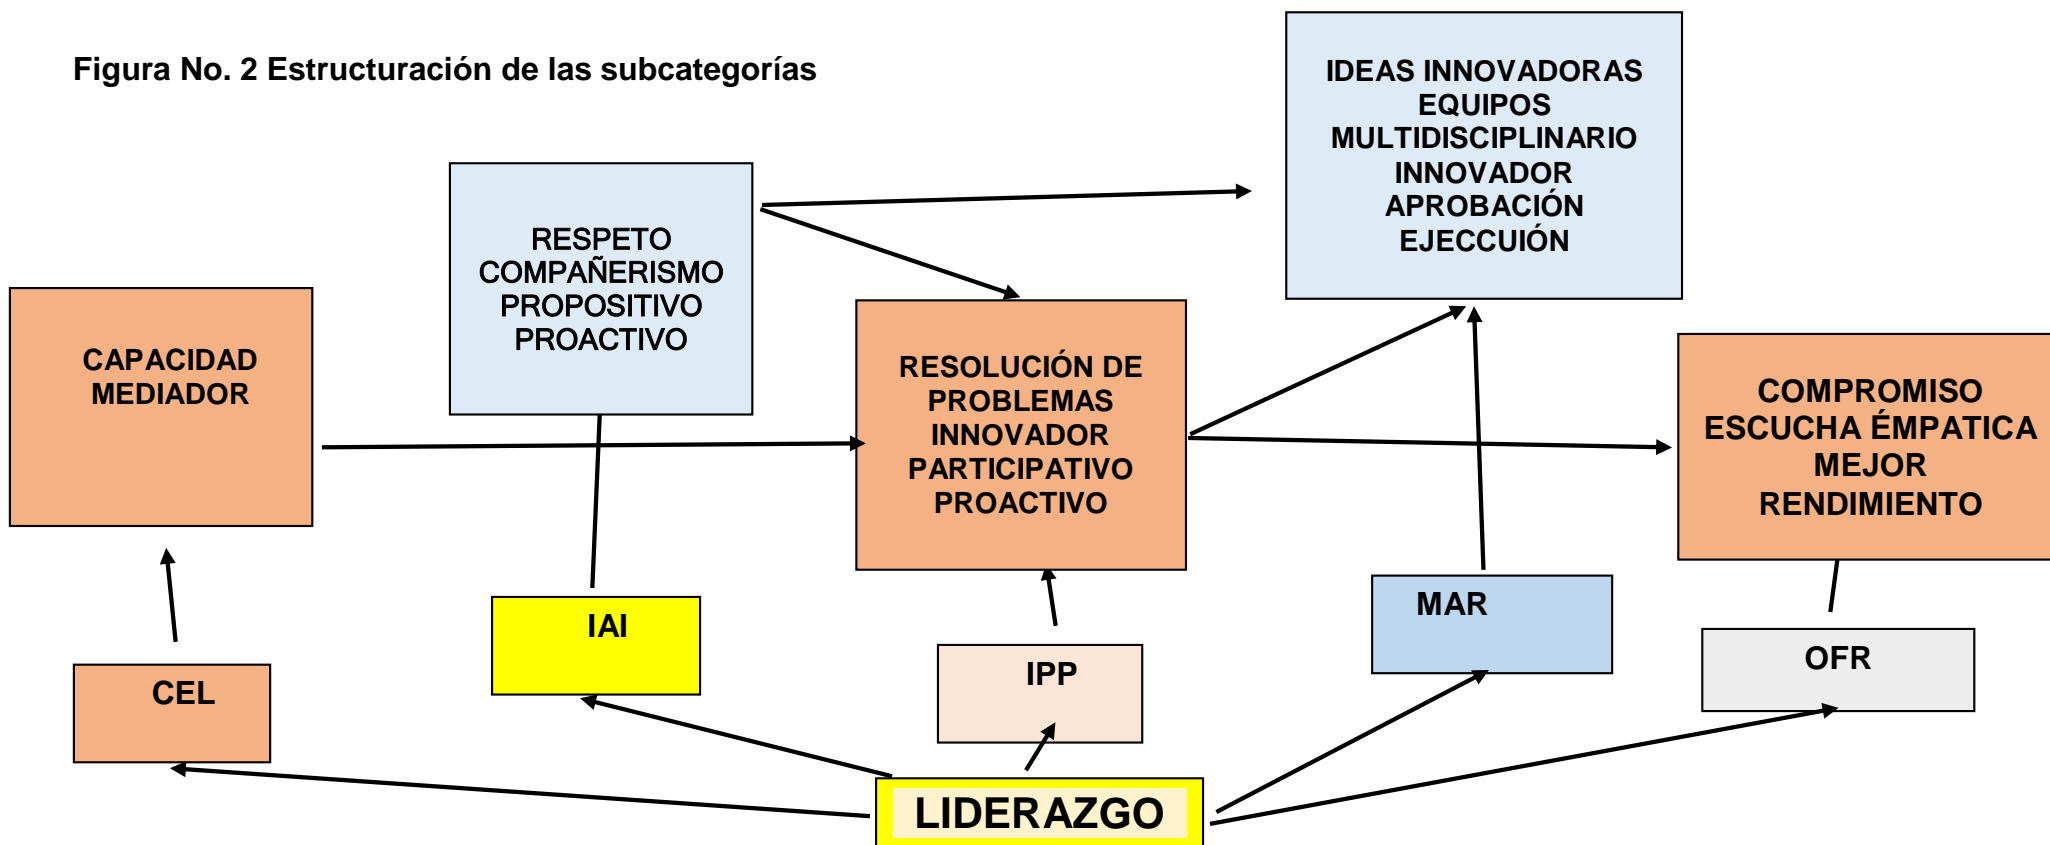 Figura No. 2 Estructuración de las subcategorías
IDEAS INNOVADORAS
EQUIPOS
MULTIDISCIPLINARIO
INNOVADOR
APROBACIÓN
EJECCUIÓN
RESPETO
COMPAÑERISMO
PROPOSITIVO
PROACTIVO
CAPACIDAD
MEDIADOR
RESOLUCIÓN DE
PROBLEMAS
INNOVADOR
PARTICIPATIVO
PROACTIVO
COMPROMISO
ESCUCHA ÉMPATICA
MEJOR
RENDIMIENTO
CEL
IAI
IPP
MAR
OFR
LIDERAZGO